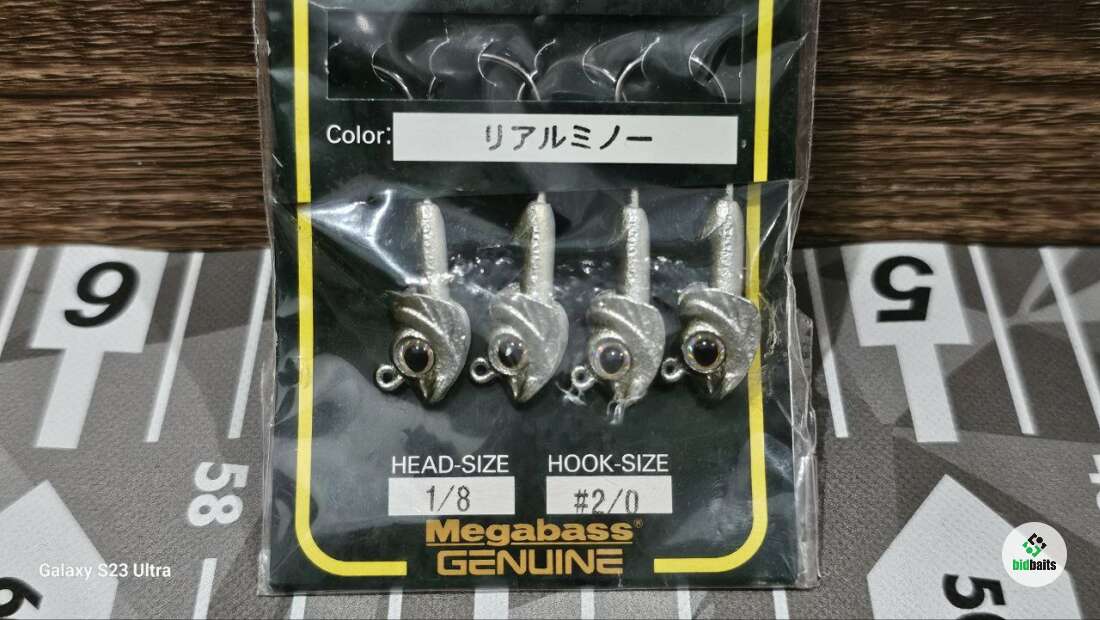 Color: リアルミノー
6
5
HEAD-SIZE HOOK-SIZE
1/8 #2/0
58
Megabass®
GENUINE
Galaxy S23 Ultra
bidbaits